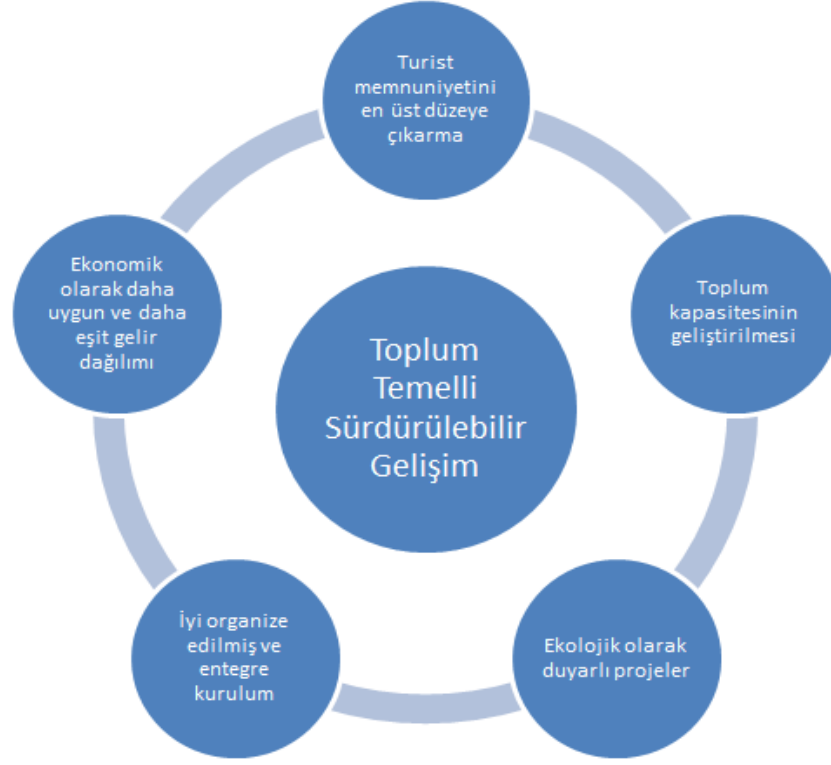 Turist
memnuniyetini
en üst düzeye
çıkarma
Ekonomik
olarak daha
uygun ve daha
eşit gelir
dağılımı
Toplum
kapasitesinin
geliştirilmesi
Toplum
Temelli
Sürdürülebilir
Gelişim
İyi organize
edilmiş ve
entegre
kurulum
Ekolojik olarak
duyarlı projeler